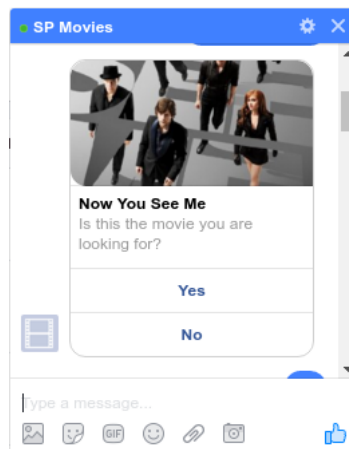 SP Movies
Now You See Me
Is this the movie you are
looking for?
Yes
No
Type a message...
GIF